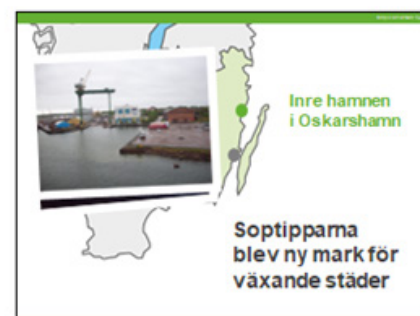 Inre hamnen
i Oskarshamn
Soptipparna
blev ny mark för
växande städer